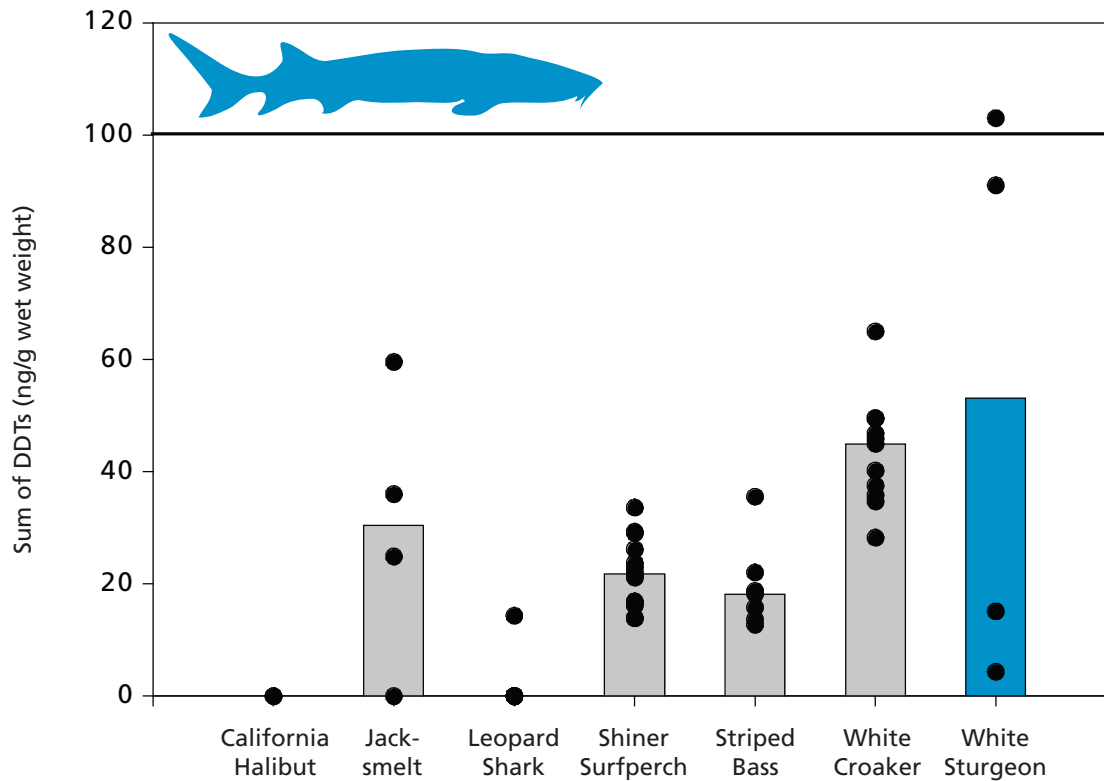 120
100
80
60
40
20
0
Sum of DDTs (ng/g wet weight)
California
Halibut
Jack-
smelt
Leopard
Shark
Shiner
Surfperch
Striped
Bass
White
Croaker
White
Sturgeon